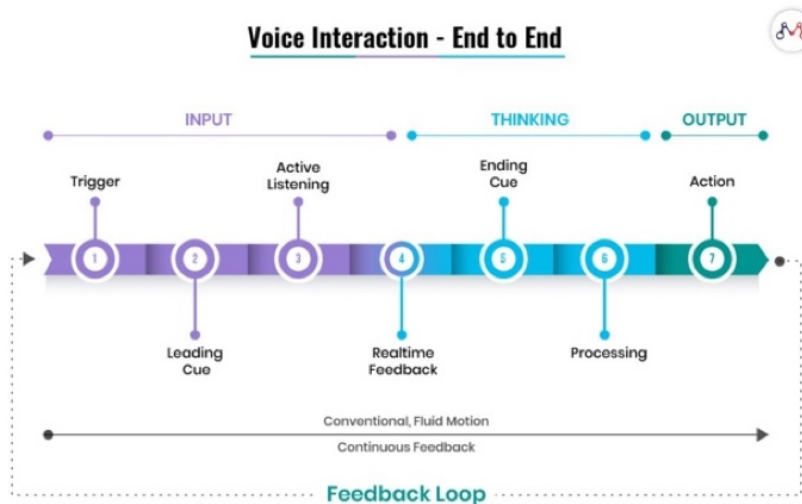 Voice Interaction - End to End
INPUT
THINKING
OUTPUT
Trigger
Active
Listening
Ending
Cue
Action
1
2
3
4
5
6
7
Leading
Cue
Realtime
Feedback
Processing
Conventional, Fluid Motion
Continuous Feedback
Feedback Loop